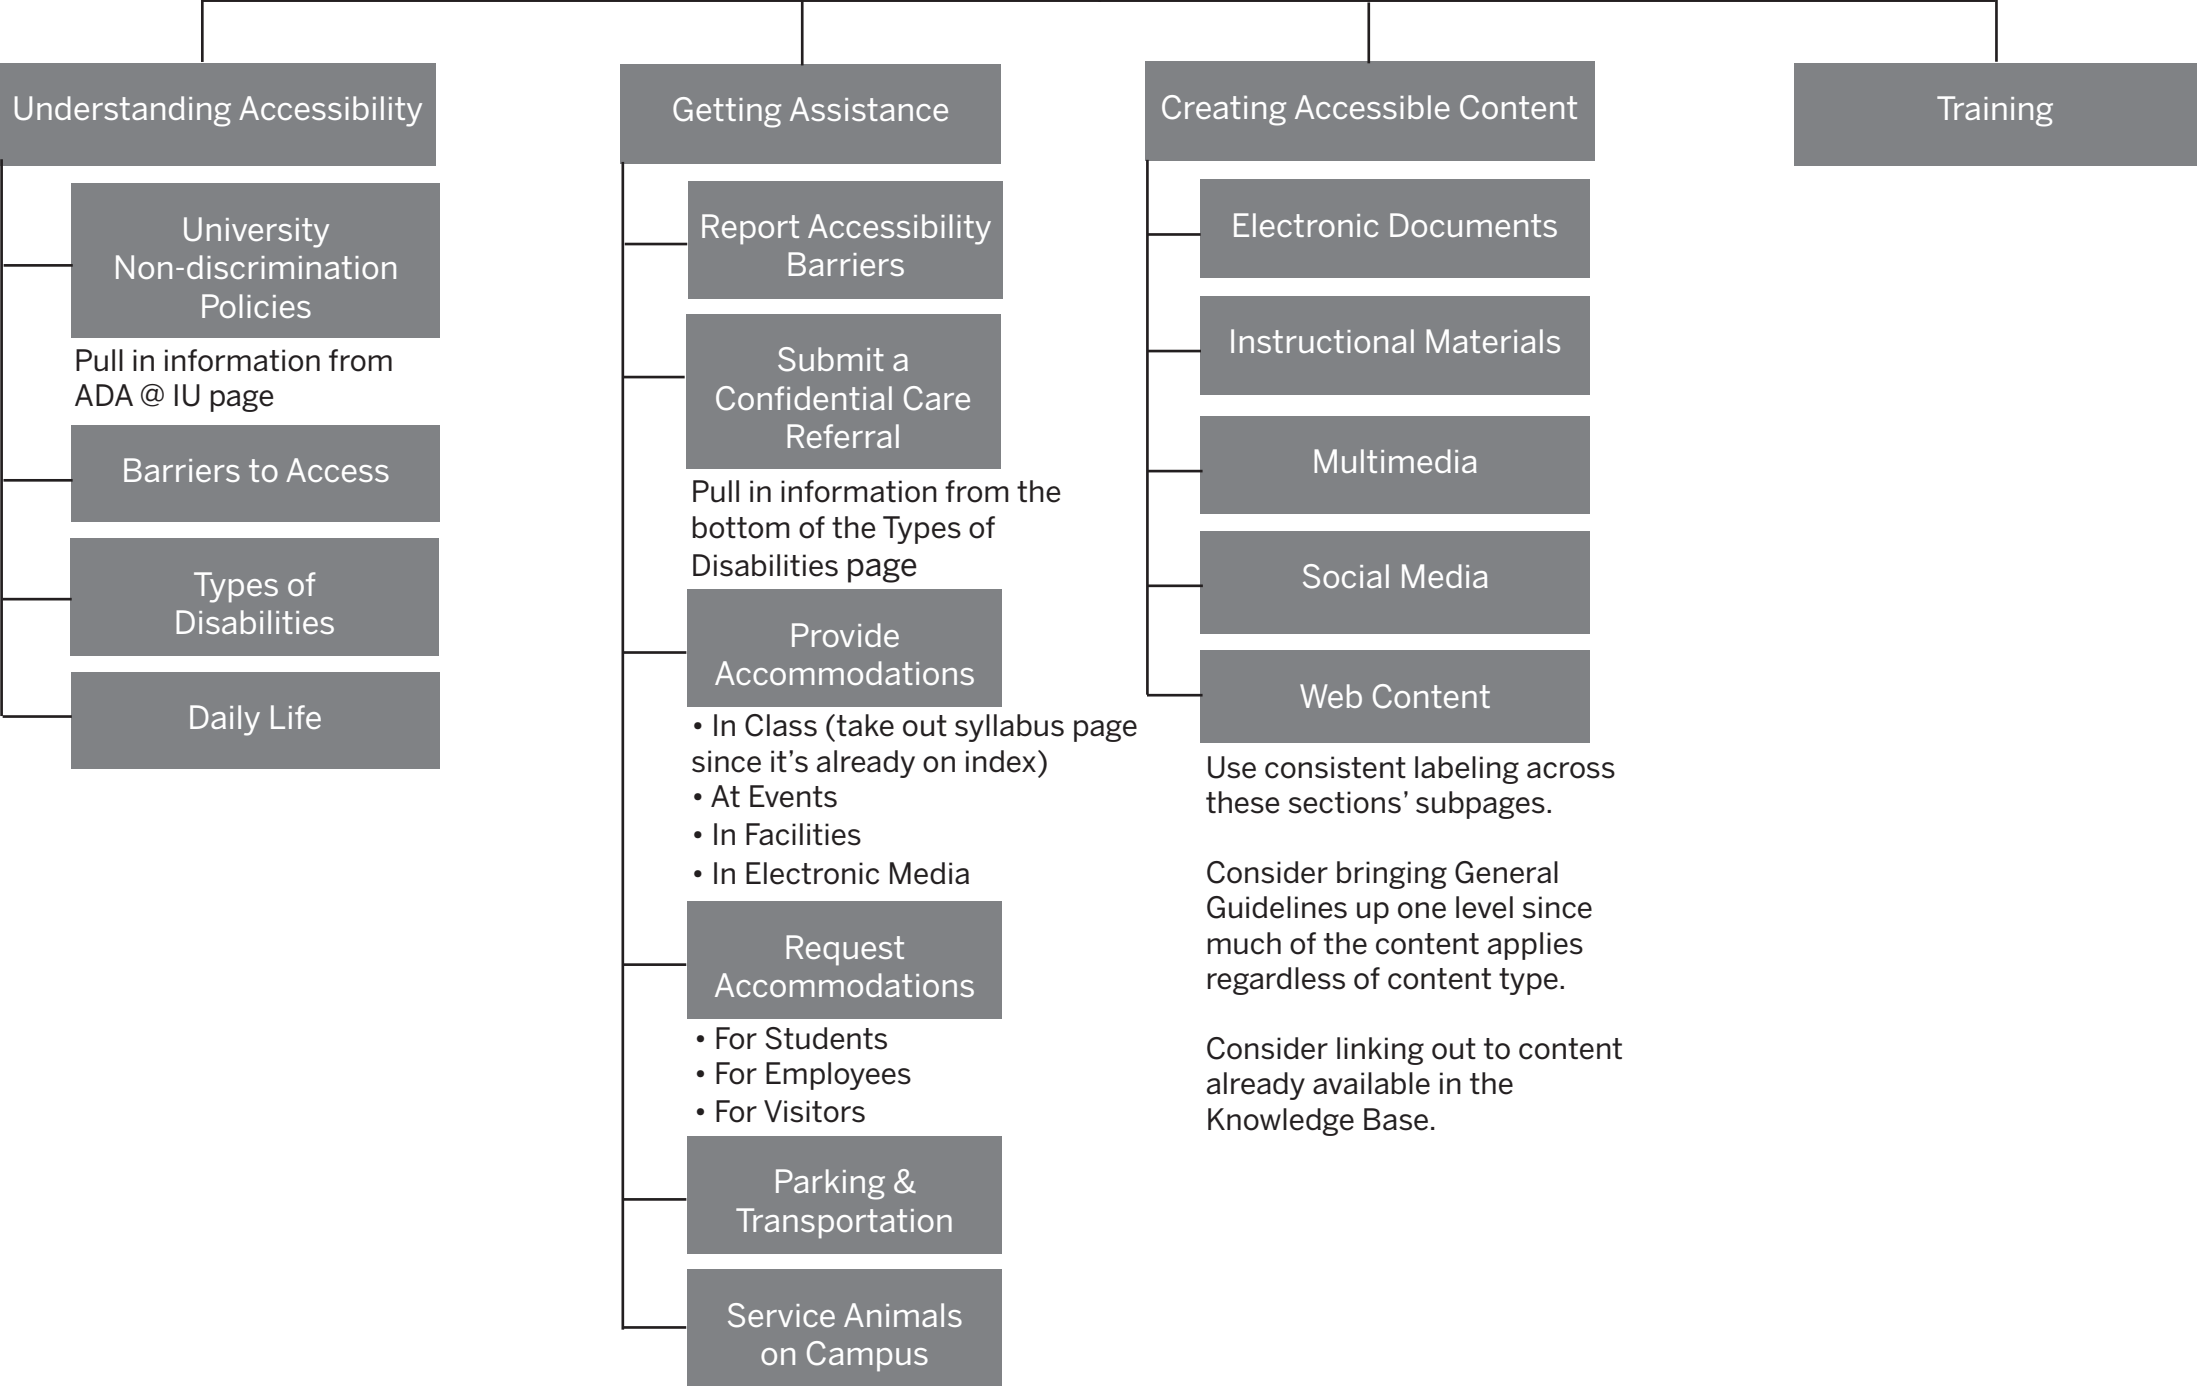 Understanding Accessibility
University
Non-discrimination
Policies
Pull in information from
ADA @ IU page
Barriers to Access
Types of
Disabilities
Daily Life
Getting Assistance
Report Accessibility
Barriers
Submit a
Confidential Care
Referral
Pull in information from the
bottom of the Types of
Disabilities page
Provide
Accommodations
• In Class (take out syllabus page
since it’s already on index)
• At Events
• In Facilities
• In Electronic Media
Request
Accommodations
• For Students
• For Employees
• For Visitors
Parking &
Transportation
Service Animals
on Campus
Creating Accessible Content
Electronic Documents
Instructional Materials
Multimedia
Social Media
Web Content
Use consistent labeling across
these sections’ subpages.
Consider bringing General
Guidelines up one level since
much of the content applies
regardless of content type.
Consider linking out to content
already available in the
Knowledge Base.
Training